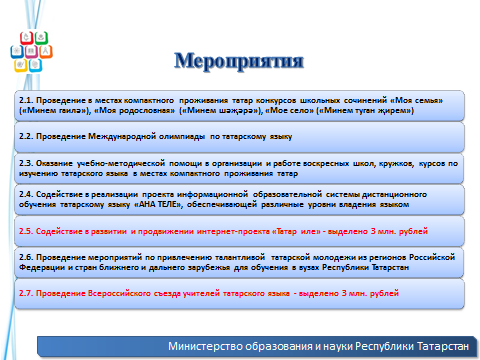 Мероприятия
2.1. Проведение в местах компактного проживания татар конкурсов школьных сочинений «Моя семья»
(«Минем гаилә»), «Моя родословная» («Минем шәҗәрә»), «Мое село» («Минем туган җирем»)
2.2. Проведение Международной олимпиады по татарскому языку
2.3. Оказание учебно-методической помощи в организации и работе воскресных школ, кружков, курсов по
изучению татарского языка в местах компактного проживания татар
2.4. Содействие в реализации проекта информационной образовательной системы дистанционного
обучения татарскому языку «АНА ТЕЛЕ», обеспечивающей различные уровни владения языком
2.5. Содействие в развитии и продвижении интернет-проекта «Татар иле» - выделено 3 млн. рублей
2.6. Проведение мероприятий по привлечению талантливой татарской молодежи из регионов Российской
Федерации и стран ближнего и дальнего зарубежья для обучения в вузах Республики Татарстан
2.7. Проведение Всероссийского съезда учителей татарского языка - выделено 3 млн. рублей
Министерство образования и науки Республики Татарстан